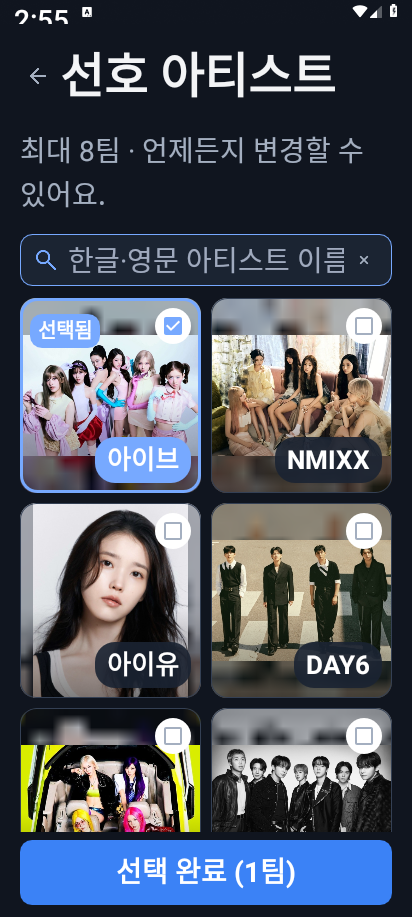 2:55
A
선호 아티스트
최대 8팀 · 언제든지 변경할 수
있어요.
한글·영문 아티스트 이름
선택됨
아이브
NMIXX
아이유
DAY6
선택 완료 (1팀)